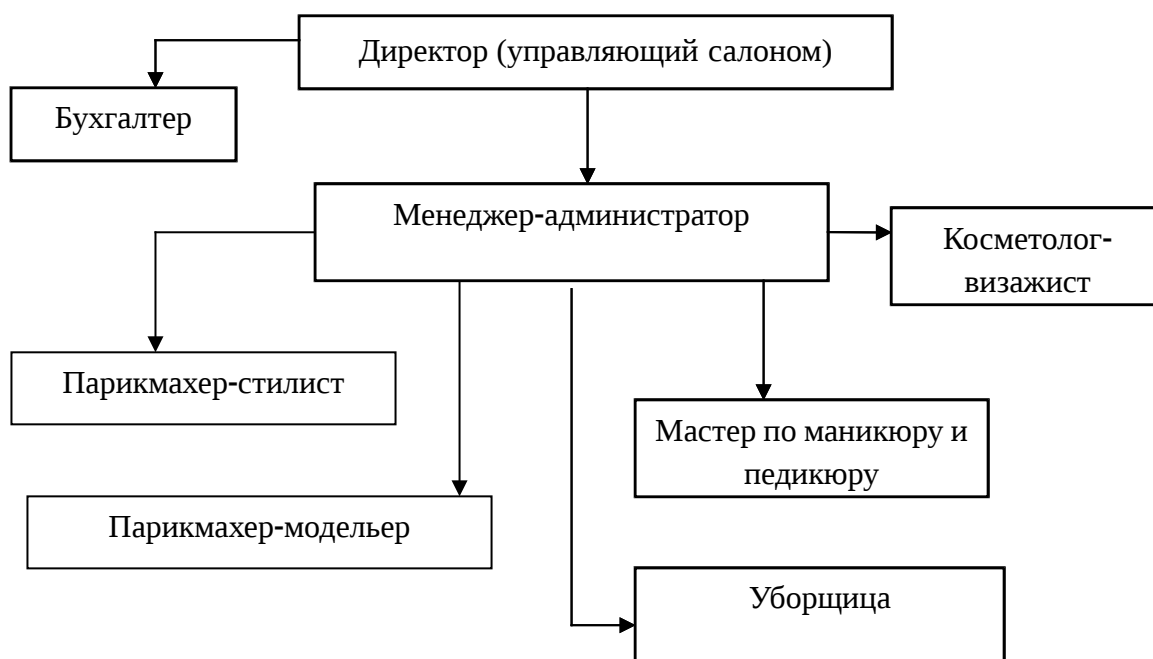 Директор (управляющий салоном)
Бухгалтер
Менеджер-администратор
Косметолог-
визажист
Парикмахер-стилист
Мастер по маникюру и
педикюру
Парикмахер-модельер
Уборщица